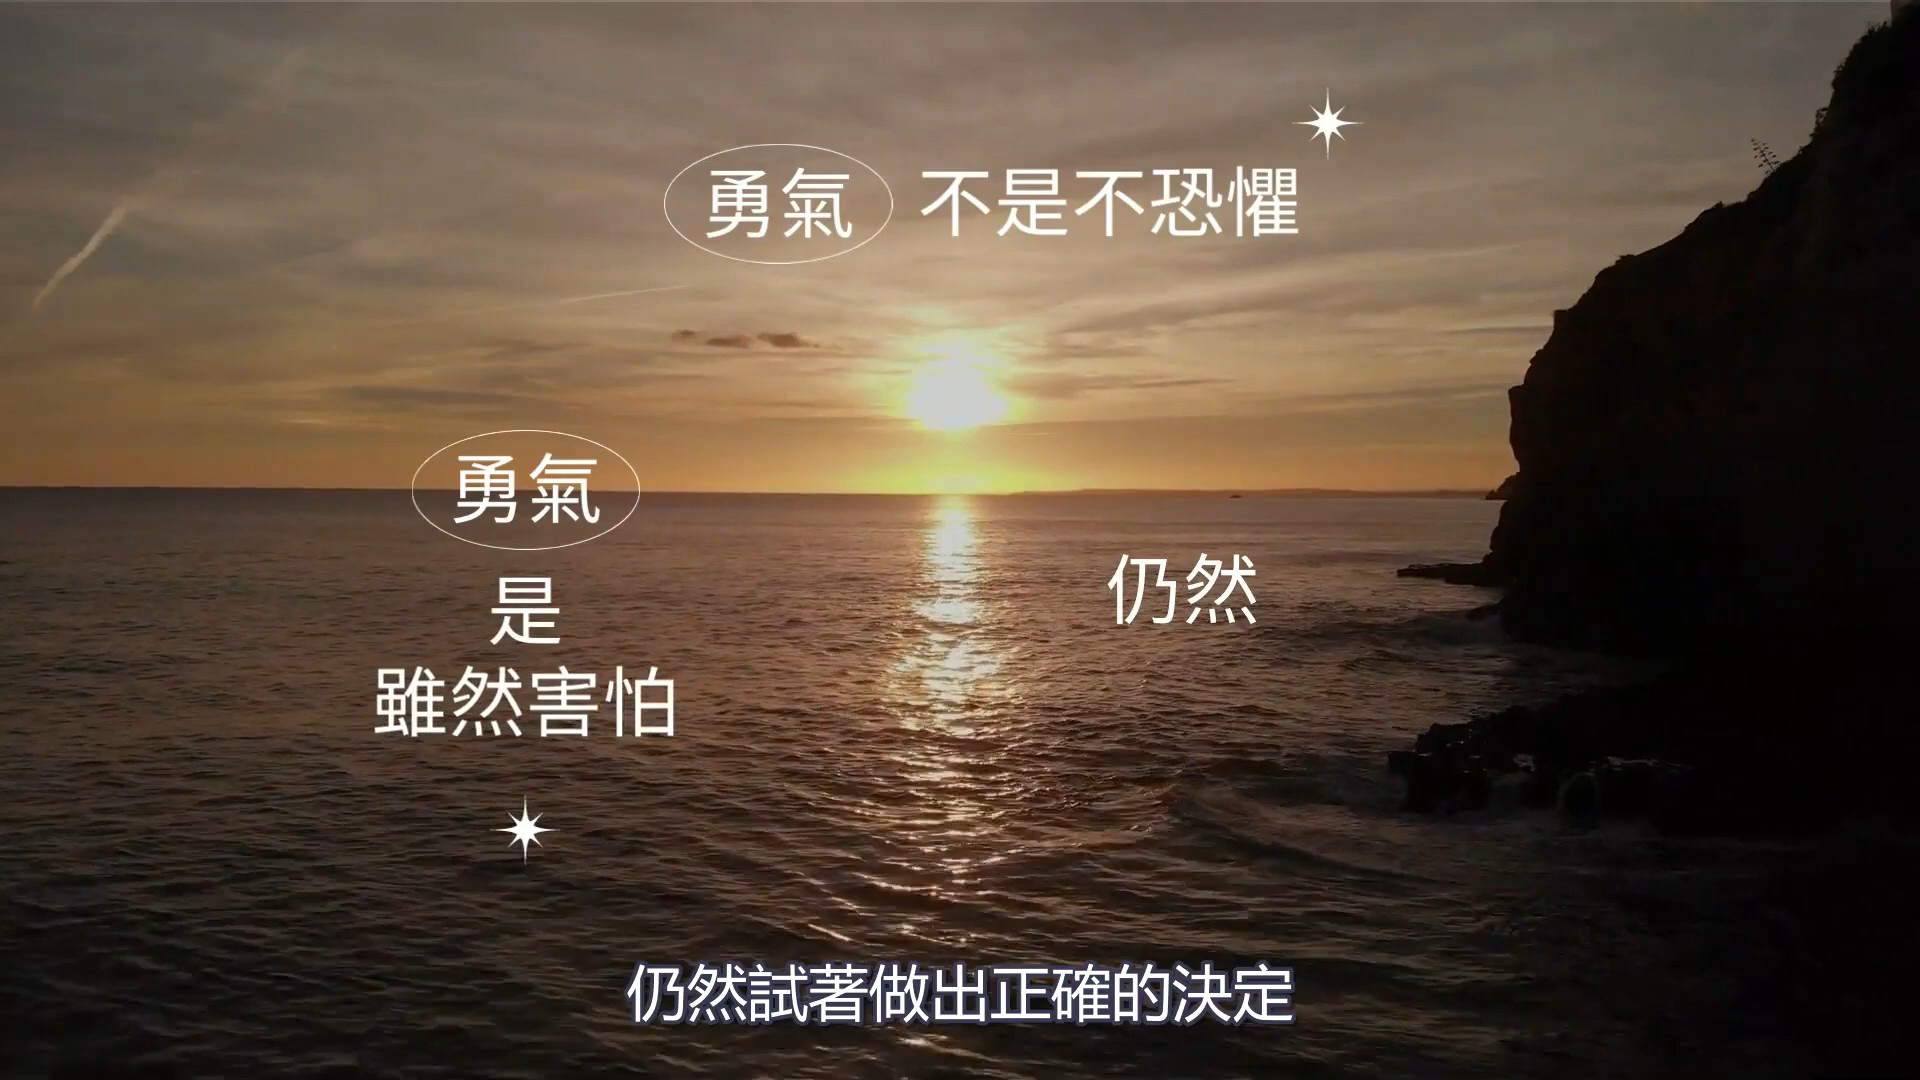 勇氣 不是不恐懼
勇氣
是
雖然害怕
仍然
仍然試著做出正確的決定